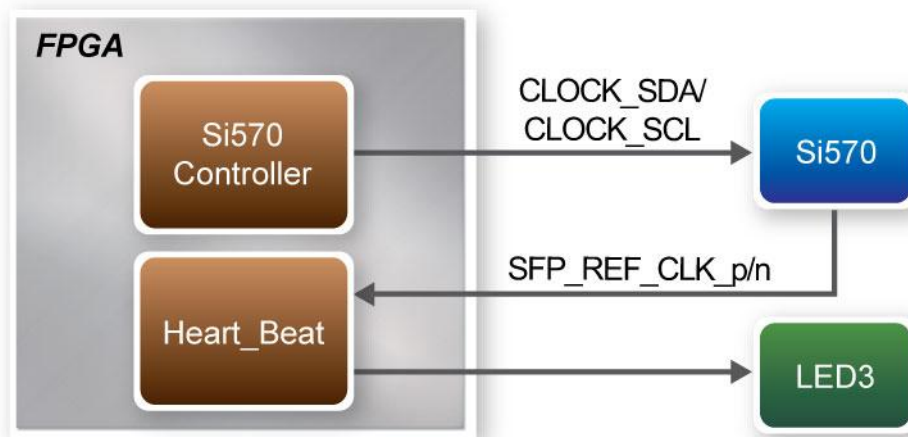 FPGA
Si570
Controller
CLOCK_SDA/
CLOCK_SCL
Si570
SFP_REF_CLK_p/n
Heart_Beat
LED3